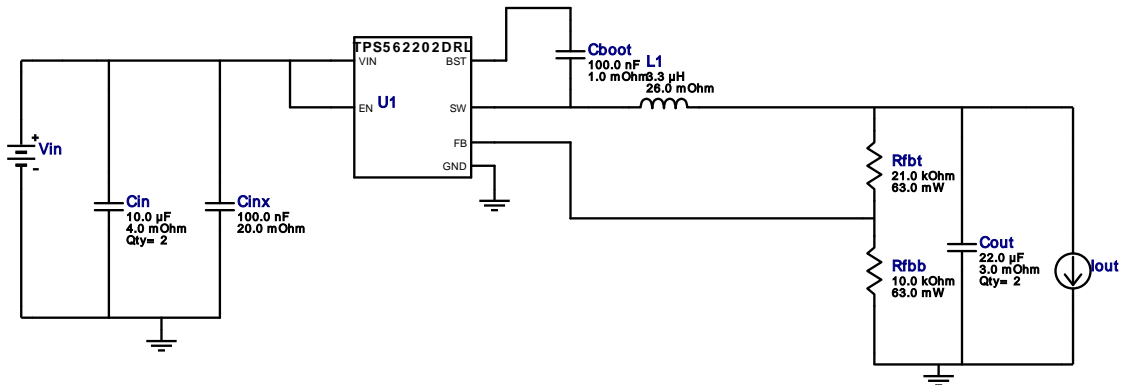 TPS562202DRL
VIN
BST
EN
U1
SW
FB
GND
Cboot
100.0 nF
1.0 mOhm
L1
3.3 µH
26.0 mOhm
+
Vin
-
Cin
10.0 µF
4.0 mOhm
Qty= 2
Cinx
100.0 nF
20.0 mOhm
Rfbt
21.0 kOhm
63.0 mW
Rfbb
10.0 kOhm
63.0 mW
Cout
22.0 µF
3.0 mOhm
Qty= 2
Iout